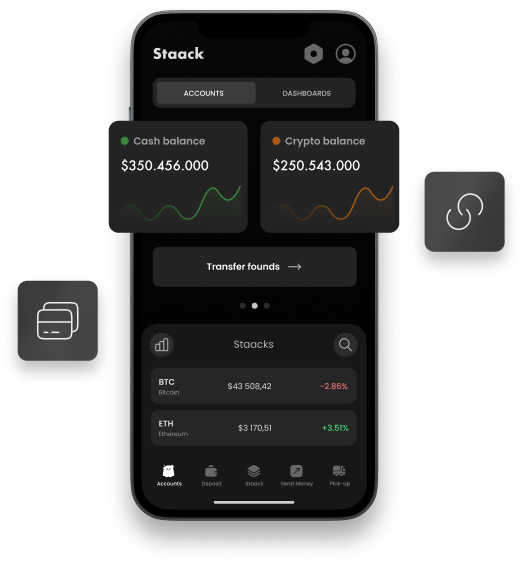 Staack
ACCOUNTS DASHBOARDS
Cash balance
$350.456.000
Crypto balance
$250.543.000
Transfer founds
Staacks
BTC
Bitcoin
$43 508,42
-2.86%
ETH
Ethereum
$3 170,51
+3.51%
Accounts Deposit Staack Send Money Pick-up